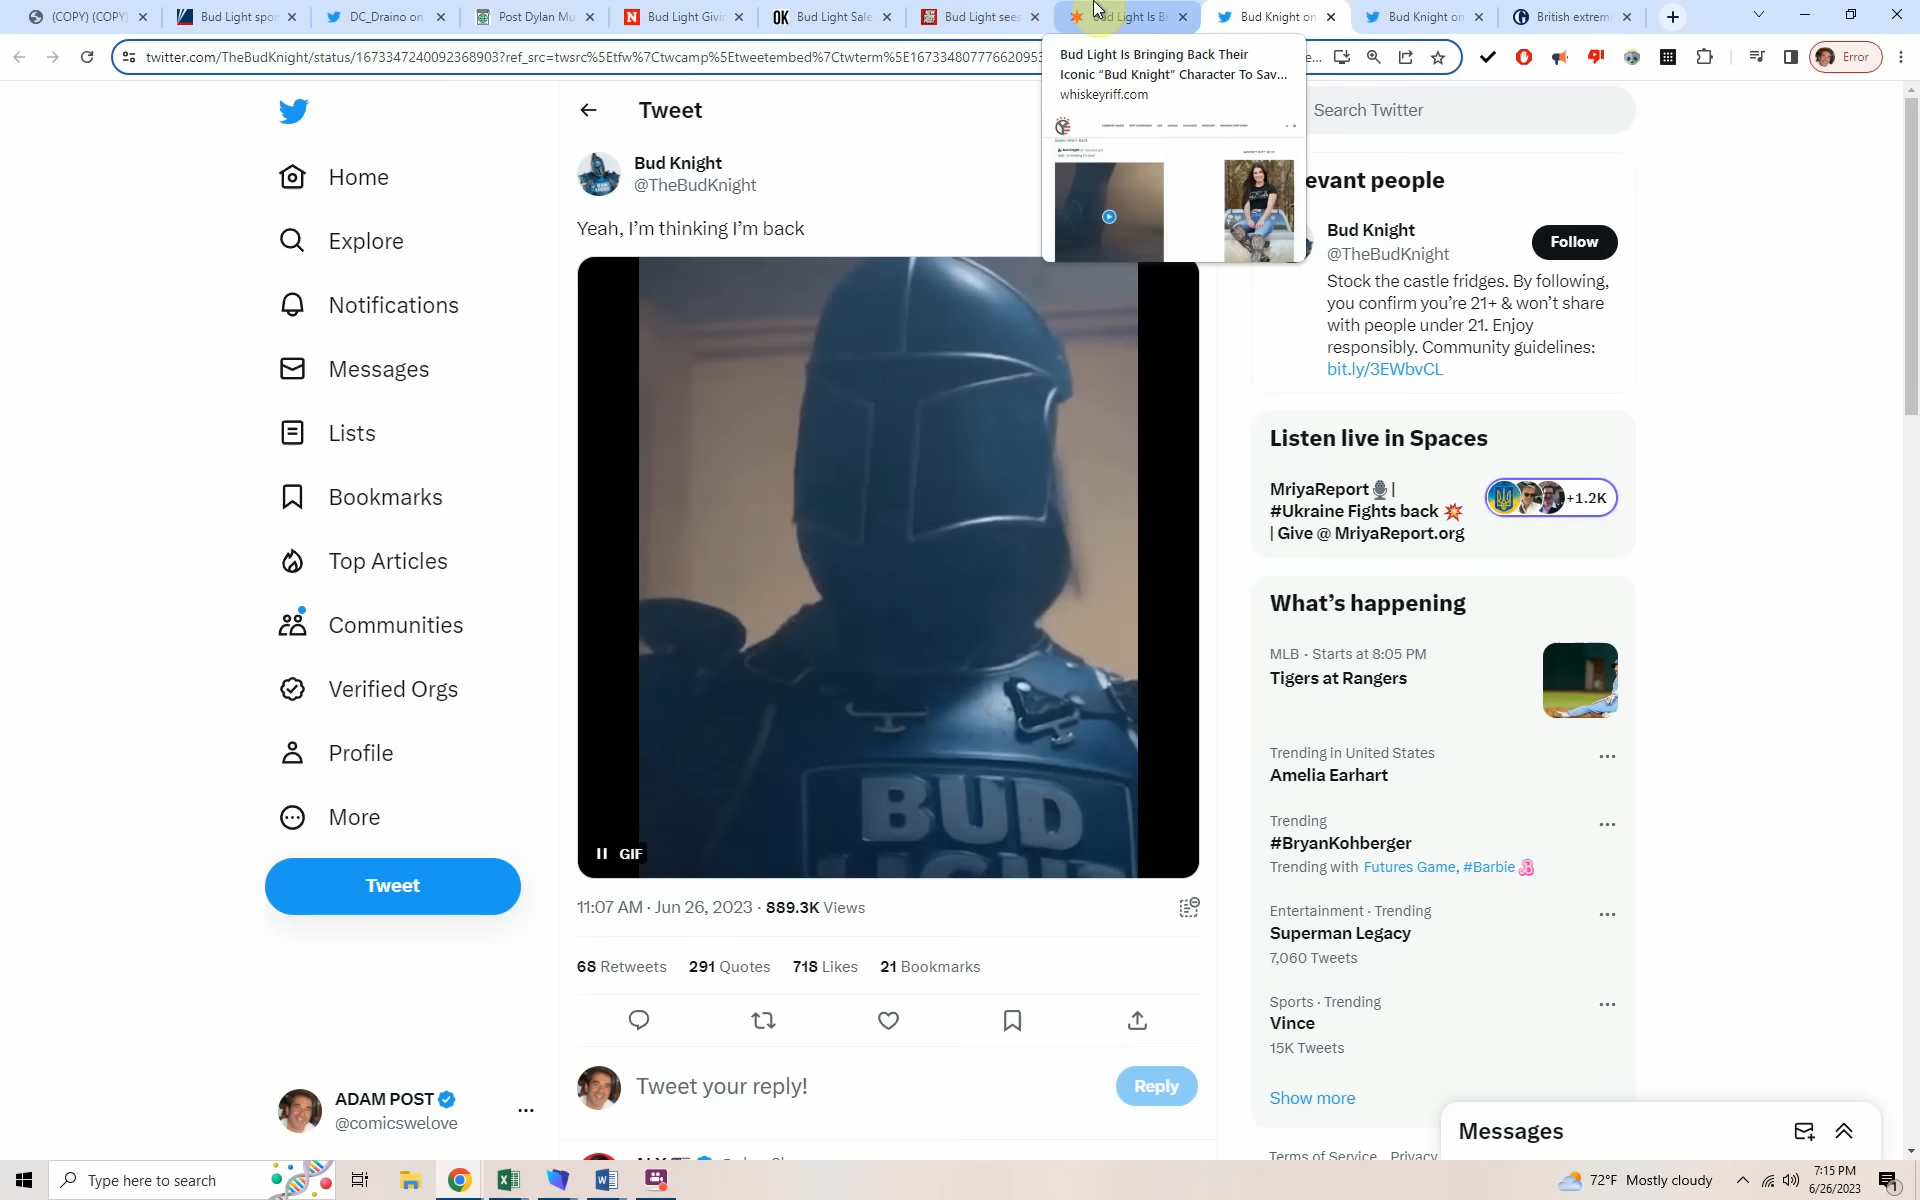 (COPY) (COPY
Bud Light spo
DC_Draino on
Post Dylan Mu
Bud Light Givi
Bud Light Sale
Bud Light sees
Bud Light Is B
Bud Knight on
Bud Knight on
British extrem
twitter.com/TheBudKnight/status/1673347240092368903?ref_src=twsrc%5Etfw%7Ctwcamp%5Etweetembed%7Ctwterm%5E167334807776620953
Error
Bud Light Is Bringing Back Their
Iconic “Bud Knight” Character To Sav...
whiskeyriff.com
Tweet
Search Twitter
Home
Explore
Notifications
Messages
Lists
Bookmarks
Top Articles
Communities
Verified Orgs
Profile
More
Tweet
ADAM POST
@comicswelove
Bud Knight
@TheBudKnight
Yeah, I’m thinking I’m back
BUD
LIGHT
GIF
11:07 AM · Jun 26, 2023 · 889.3K Views
68 Retweets 291 Quotes 718 Likes 21 Bookmarks
Tweet your reply!
Reply
evant people
Bud Knight
@TheBudKnight
Follow
Stock the castle fridges. By following,
you confirm you’re 21+ & won’t share
with people under 21. Enjoy
responsibly. Community guidelines:
bit.ly/3EWbvCL
Listen live in Spaces
MriyaReport🎙️|
#Ukraine Fights back 💥
| Give @ MriyaReport.org
+1.2K
What’s happening
MLB · Starts at 8:05 PM
Tigers at Rangers
Trending in United States
Amelia Earhart
Trending
#BryanKohberger
Trending with Futures Game, #Barbie
Entertainment · Trending
Superman Legacy
7,060 Tweets
Sports · Trending
Vince
15K Tweets
Show more
Terms of Service Privacy
Messages
Type here to search
72°F Mostly cloudy
7:15 PM
6/26/2023